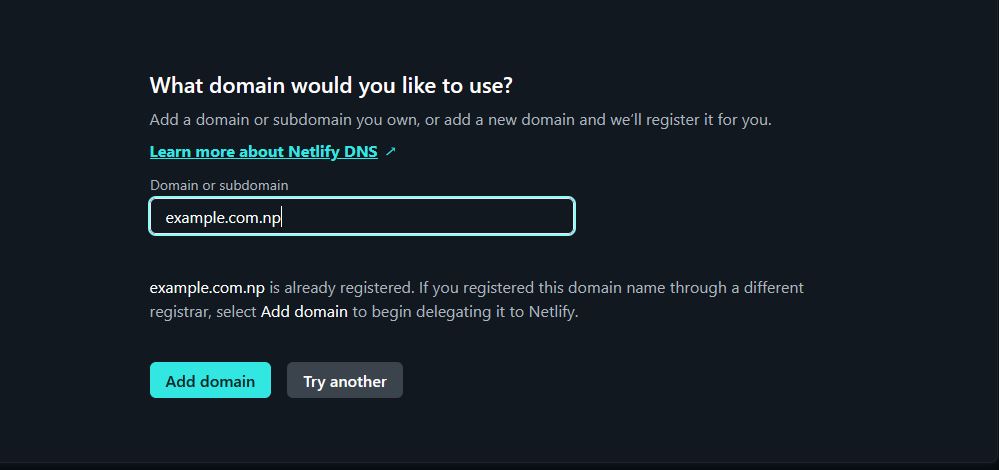 What domain would you like to use?
Add a domain or subdomain you own, or add a new domain and we’ll register it for you.
Learn more about Netlify DNS ↗
Domain or subdomain
example.com.np
example.com.np is already registered. If you registered this domain name through a different
registrar, select Add domain to begin delegating it to Netlify.
Add domain Try another